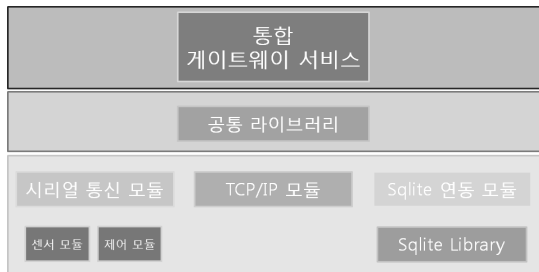 통합
게이트웨이 서비스
공통 라이브러리
시리얼 통신 모듈
TCP/IP 모듈
Sqlite 연동 모듈
센서 모듈
제어 모듈
Sqlite Library